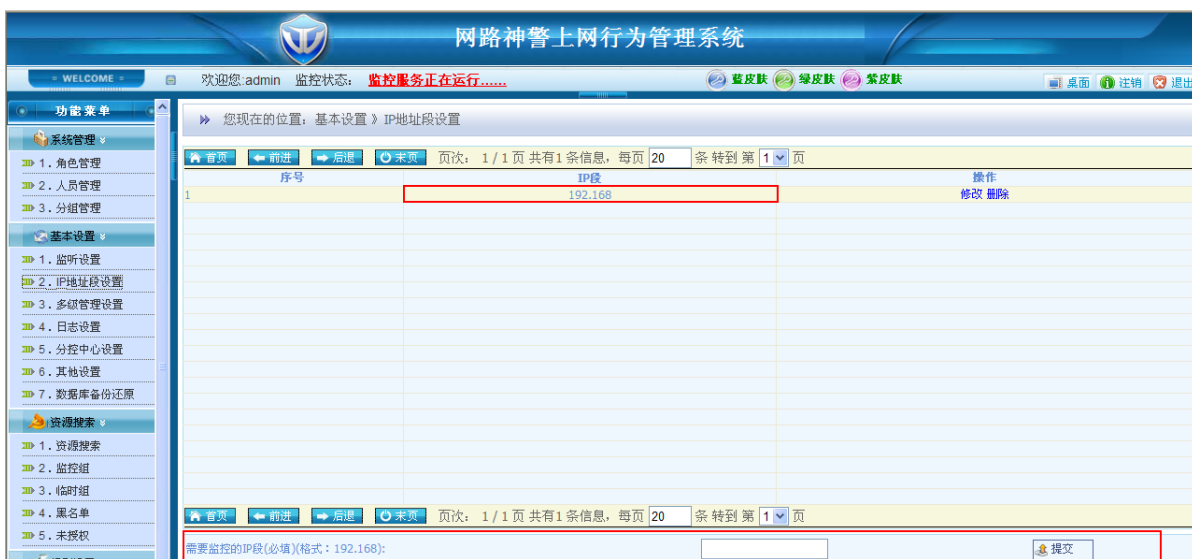 网路神警上网行为管理系统
= WELCOME =
欢迎您:admin 监控状态： 监控服务正在运行......
蓝皮肤 绿皮肤 紫皮肤
桌面 注销 退出
功能菜单
您现在的位置：基本设置 》 IP地址段设置
系统管理
1．角色管理
2．人员管理
3．分组管理
基本设置
1．监听设置
2．IP地址段设置
3．多级管理设置
4．日志设置
5．分控中心设置
6．其他设置
7．数据库备份还原
资源搜索
1．资源搜索
2．监控组
3．临时组
4．黑名单
5．未授权
首页 前进 后退 末页 页次： 1 / 1 页 共有1 条信息，每页 20 条 转到 第 1 页
序号 IP段 操作
1 192.168 修改 删除
首页 前进 后退 末页 页次： 1 / 1 页 共有1 条信息，每页 20 条 转到 第 1 页
需要监控的IP段(必填)(格式：192.168): 提交